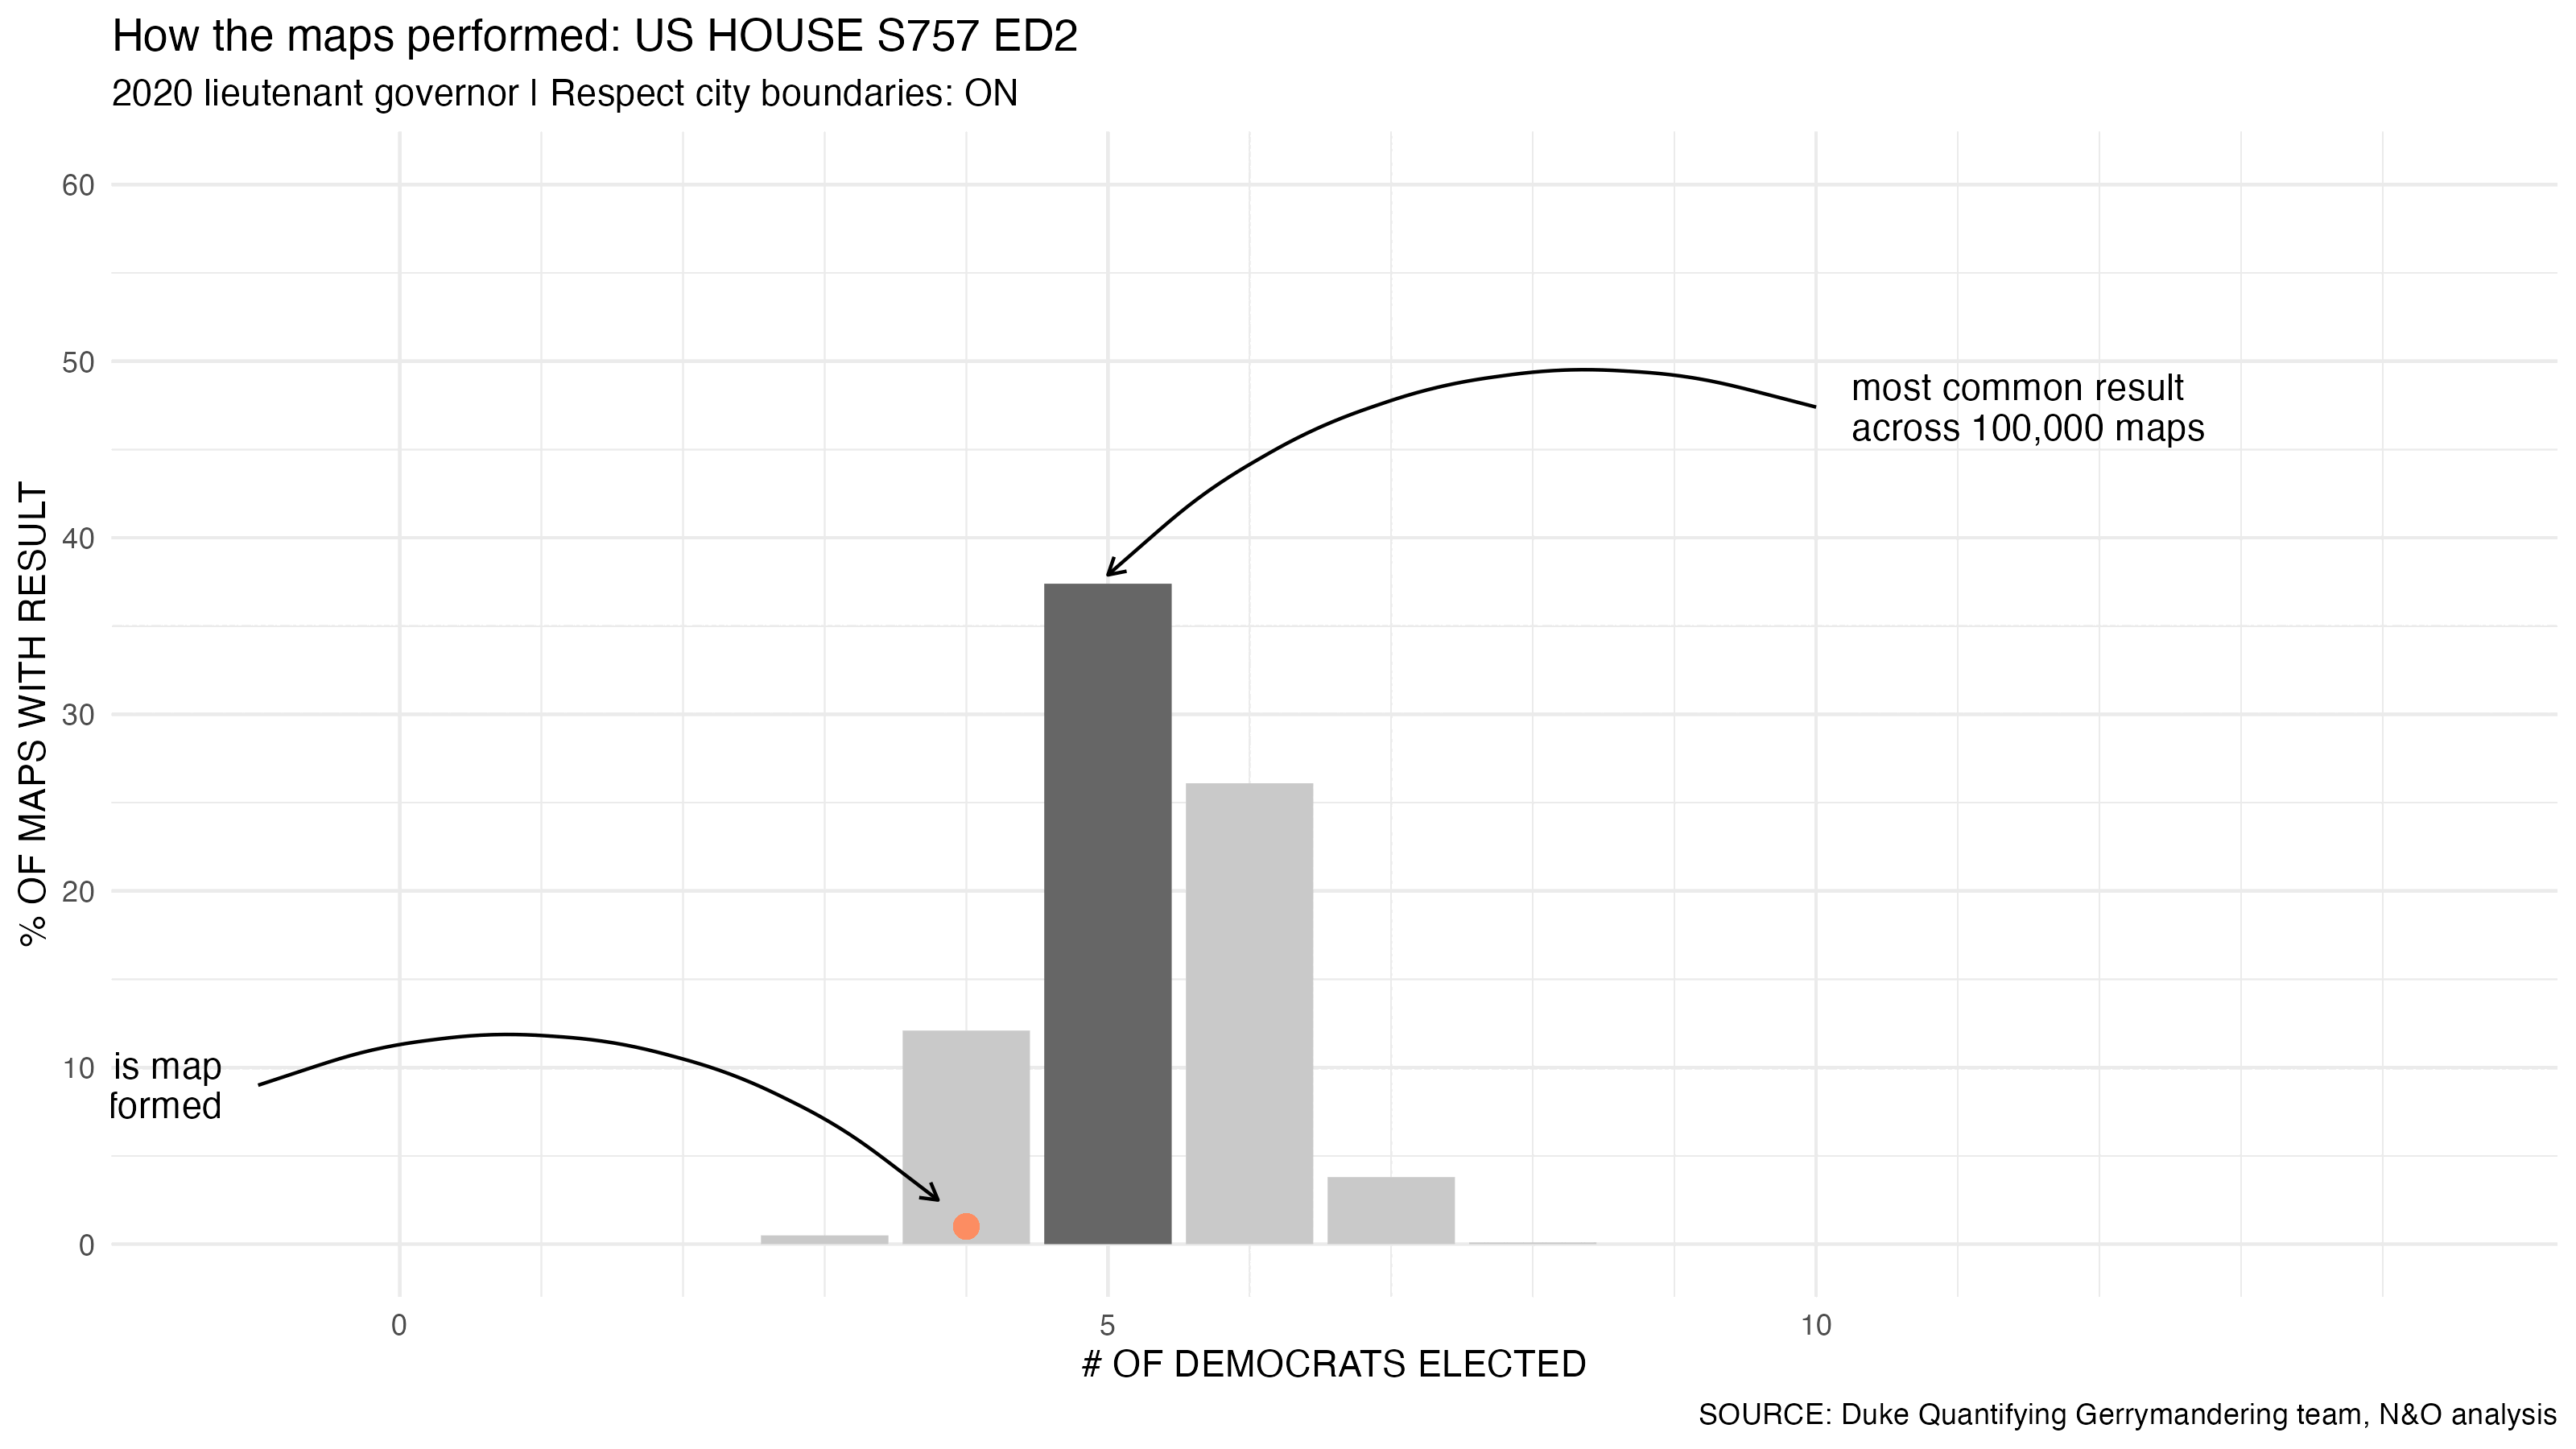 How the maps performed: US HOUSE S757 ED2
2020 lieutenant governor | Respect city boundaries: ON
60
50
40
30
20
10
0
% OF MAPS WITH RESULT
most common result
across 100,000 maps
is map
formed
0
5
10
# OF DEMOCRATS ELECTED
SOURCE: Duke Quantifying Gerrymandering team, N&O analysis